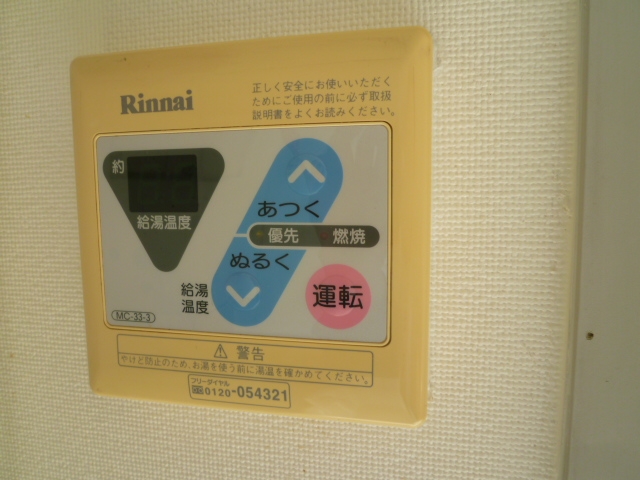 Rinnai
正しく安全にお使いいただく
ためにご使用の前に必ず取扱
説明書をよくお読みください。
約
給湯温度
あつく
優先 燃焼
ぬるく
給湯
温度
運転
MC-33-3
⚠ 警告
やけど防止のため、お湯を使う前に湯温を確かめてください。
フリーダイヤル
0120-054321